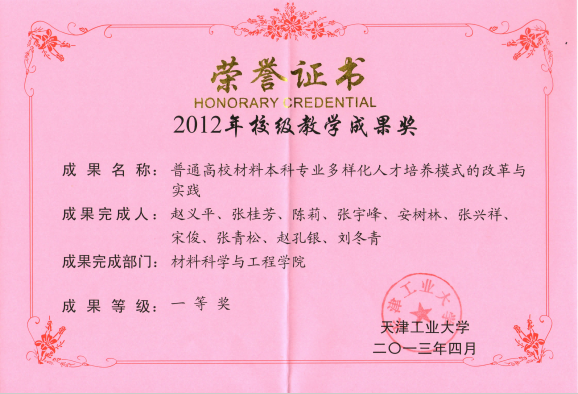 荣誉证书
HONORARY CREDENTIAL
2012年校级教学成果奖
成果名称：普通高校材料本科专业多样化人才培养模式的改革与
实践
成果完成人：赵义平、张桂芳、陈莉、张宇峰、安树林、张兴祥、
宋俊、张青松、赵孔银、刘冬青
成果完成部门：材料科学与工程学院
成果等级：一等奖
天津工业大学
天津工业大学
二〇一三年四月